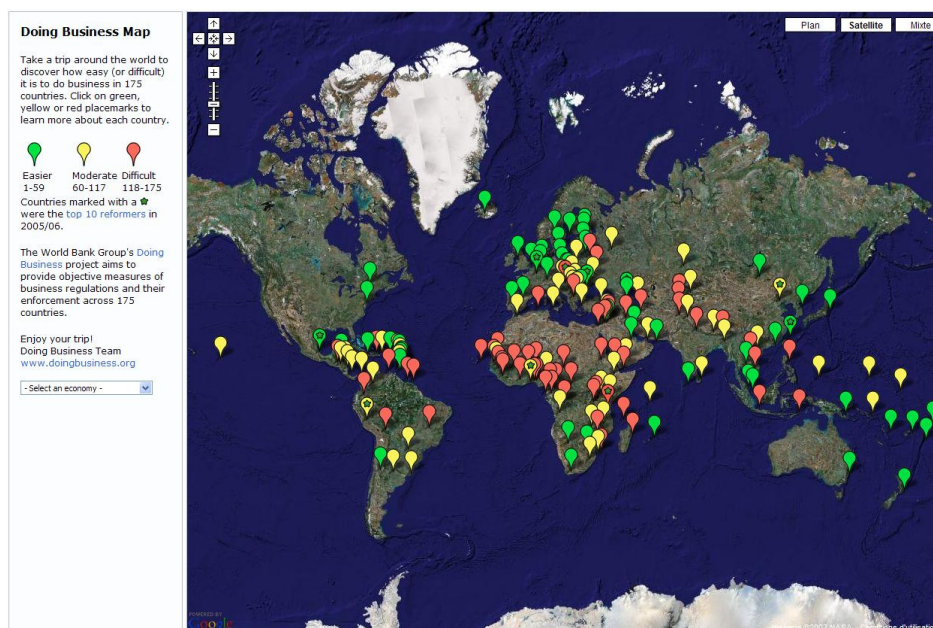 Doing Business Map
Take a trip around the world to
discover how easy (or difficult)
it is to do business in 175
countries. Click on green,
yellow or red placemarks to
learn more about each country.
Easier Moderate Difficult
1-59 60-117 118-175
Countries marked with a
were the top 10 reformers in
2005/06.
The World Bank Group's Doing
Business project aims to
provide objective measures of
business regulations and their
enforcement across 175
countries.
Enjoy your trip!
Doing Business Team
www.doingbusiness.org
- Select an economy -
Plan Satellite Mixte
POWERED BY
Google